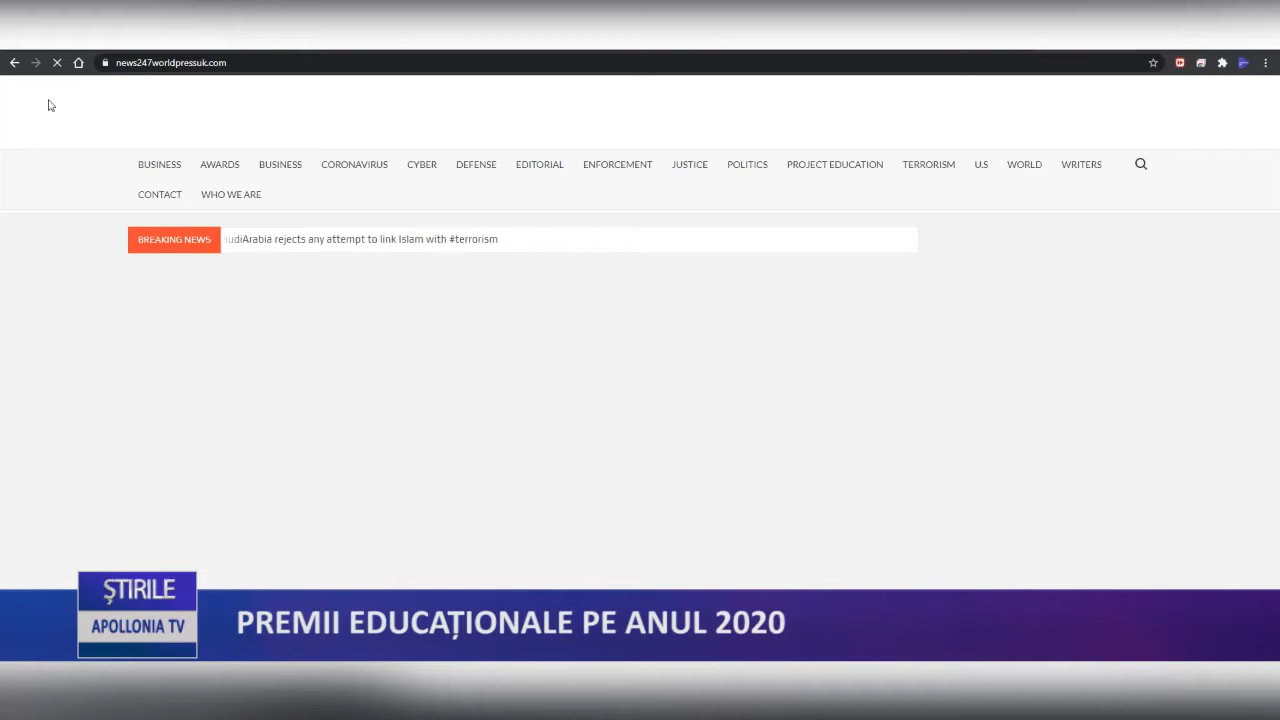 news247worldpressuk.com
BUSINESS AWARDS BUSINESS CORONAVIRUS CYBER DEFENSE EDITORIAL ENFORCEMENT JUSTICE POLITICS PROJECT EDUCATION TERRORISM U.S WORLD WRITERS
CONTACT WHO WE ARE
BREAKING NEWS udiArabia rejects any attempt to link Islam with #terrorism
ŞTIRILE
APOLLONIA TV
PREMII EDUCAȚIONALE PE ANUL 2020